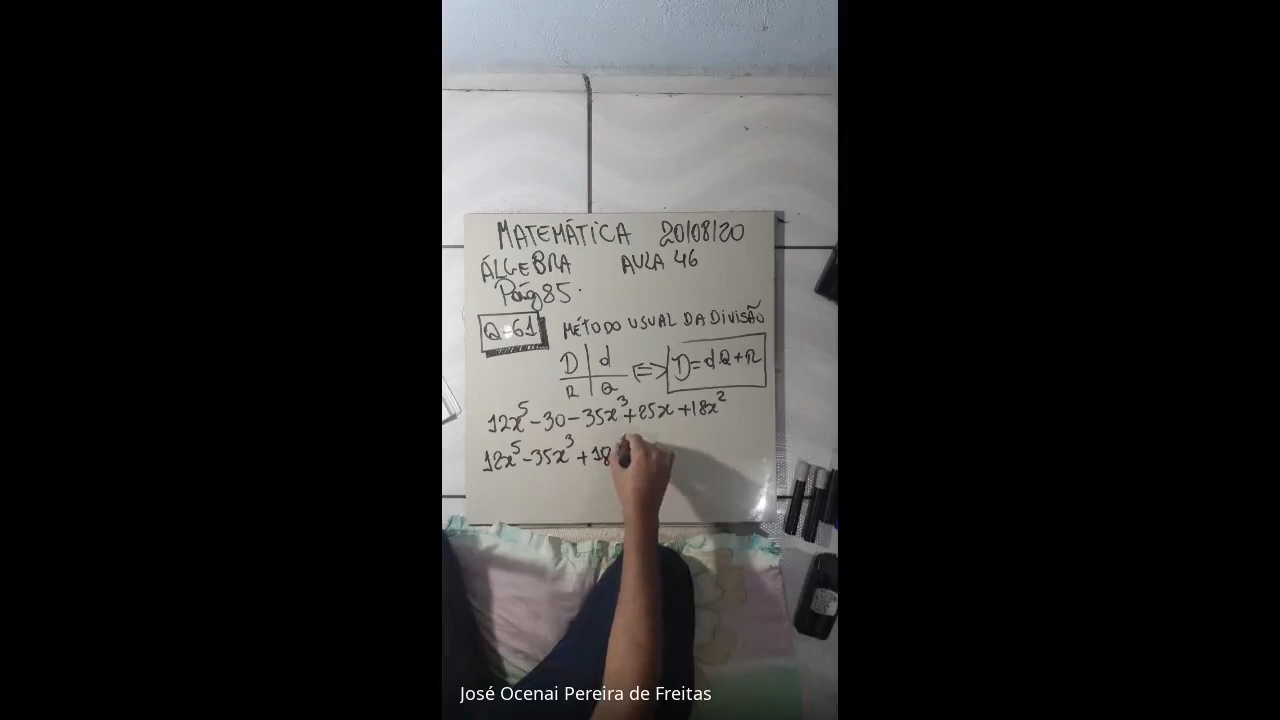 MATEMÁTICA 20/08/20
ÁLGEBRA AULA 46
Pág 85.
Q-61 MÉTODO USUAL DA DIVISÃO
D d
R Q <=> D=dQ+R
12x⁵-30-35x³+25x+18x²
12x⁵-35x³+18
José Ocenai Pereira de Freitas